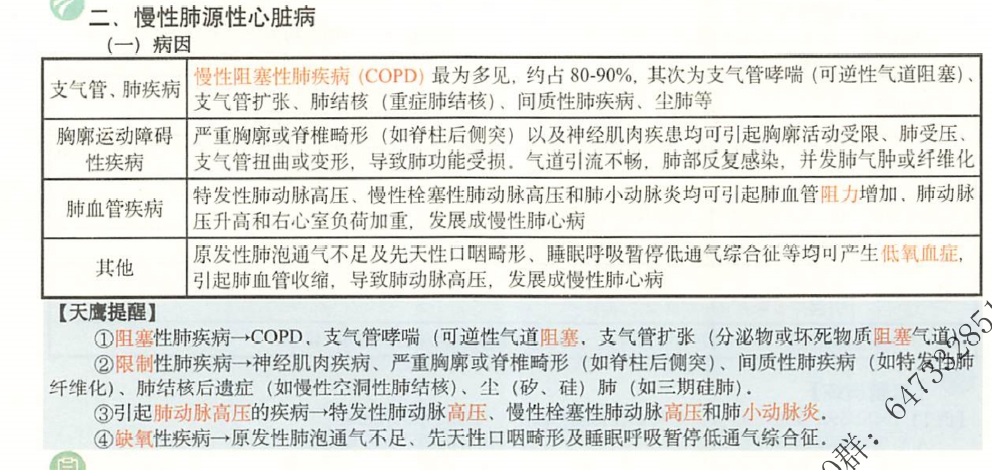 二、慢性肺源性心脏病
（一）病因
支气管、肺疾病
慢性阻塞性肺疾病（COPD）最为多见，约占 80-90%，其次为支气管哮喘（可逆性气道阻塞）、
支气管扩张、肺结核（重症肺结核）、间质性肺疾病、尘肺等
胸廓运动障碍
性疾病
严重胸廓或脊椎畸形（如脊柱后侧突）以及神经肌肉疾患均可引起胸廓活动受限、肺受压、
支气管扭曲或变形，导致肺功能受损．气道引流不畅，肺部反复感染，并发肺气肿或纤维化
肺血管疾病
特发性肺动脉高压、慢性栓塞性肺动脉高压和肺小动脉炎均可引起肺血管阻力增加、肺动脉
压升高和右心室负荷加重，发展成慢性肺心病
其他
原发性肺泡通气不足及先天性口咽畸形、睡眠呼吸暂停低通气综合征等均可产生低氧血症，
引起肺血管收缩，导致肺动脉高压，发展成慢性肺心病
【天鹰提醒】
①阻塞性肺疾病→COPD、支气管哮喘（可逆性气道阻塞，支气管扩张（分泌物或坏死物质阻塞气道）
②限制性肺疾病→神经肌肉疾病、严重胸廓或脊椎畸形（如脊柱后侧突）、间质性肺疾病（如特发性肺
纤维化）、肺结核后遗症（如慢性空洞性肺结核）、尘（矽、硅）肺（如三期硅肺）．
③引起肺动脉高压的疾病→特发性肺动脉高压、慢性栓塞性肺动脉高压和肺小动脉炎．
④缺氧性疾病→原发性肺泡通气不足、先天性口咽畸形及睡眠呼吸暂停低通气综合征．